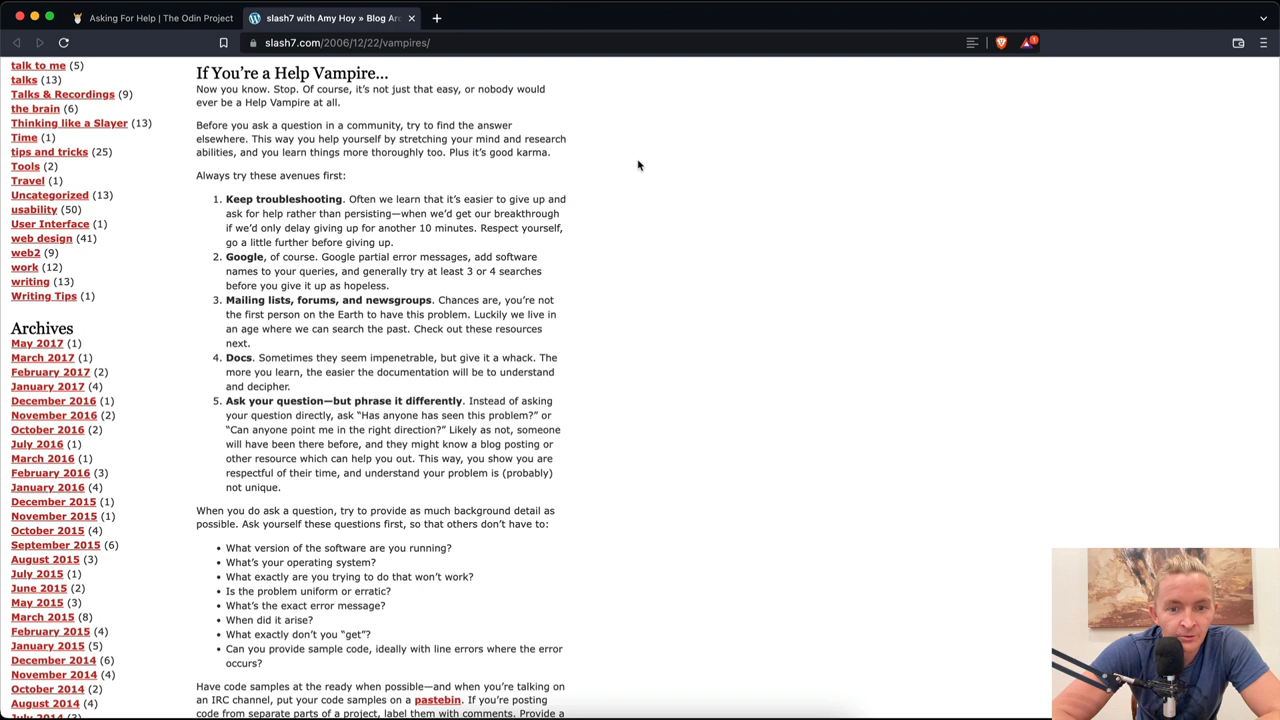 Asking For Help | The Odin Project
slash7 with Amy Hoy » Blog Arc
slash7.com/2006/12/22/vampires/
1
talk to me (5)
talks (13)
Talks & Recordings (9)
the brain (6)
Thinking like a Slayer (13)
Time (1)
tips and tricks (25)
Tools (2)
Travel (1)
Uncategorized (13)
usability (50)
User Interface (1)
web design (41)
web2 (9)
work (12)
writing (13)
Writing Tips (1)
Archives
May 2017 (1)
March 2017 (1)
February 2017 (2)
January 2017 (4)
December 2016 (1)
November 2016 (2)
October 2016 (2)
July 2016 (1)
March 2016 (1)
February 2016 (3)
January 2016 (4)
December 2015 (1)
November 2015 (1)
October 2015 (4)
September 2015 (6)
August 2015 (3)
July 2015 (1)
June 2015 (2)
May 2015 (3)
March 2015 (8)
February 2015 (4)
January 2015 (5)
December 2014 (6)
November 2014 (4)
October 2014 (2)
August 2014 (4)
July 2014 (3)
If You’re a Help Vampire…
Now you know. Stop. Of course, it’s not just that easy, or nobody would
ever be a Help Vampire at all.
Before you ask a question in a community, try to find the answer
elsewhere. This way you help yourself by stretching your mind and research
abilities, and you learn things more thoroughly too. Plus it’s good karma.
Always try these avenues first:
1. Keep troubleshooting. Often we learn that it’s easier to give up and
ask for help rather than persisting—when we’d get our breakthrough
if we’d only delay giving up for another 10 minutes. Respect yourself,
go a little further before giving up.
2. Google, of course. Google partial error messages, add software
names to your queries, and generally try at least 3 or 4 searches
before you give it up as hopeless.
3. Mailing lists, forums, and newsgroups. Chances are, you’re not
the first person on the Earth to have this problem. Luckily we live in
an age where we can search the past. Check out these resources
next.
4. Docs. Sometimes they seem impenetrable, but give it a whack. The
more you learn, the easier the documentation will be to understand
and decipher.
5. Ask your question—but phrase it differently. Instead of asking
your question directly, ask “Has anyone has seen this problem?” or
“Can anyone point me in the right direction?” Likely as not, someone
will have been there before, and they might know a blog posting or
other resource which can help you out. This way, you show you are
respectful of their time, and understand your problem is (probably)
not unique.
When you do ask a question, try to provide as much background detail as
possible. Ask yourself these questions first, so that others don’t have to:
• What version of the software are you running?
• What’s your operating system?
• What exactly are you trying to do that won’t work?
• Is the problem uniform or erratic?
• What’s the exact error message?
• When did it arise?
• What exactly don’t you “get”?
• Can you provide sample code, ideally with line errors where the error
occurs?
Have code samples at the ready when possible—and when you’re talking on
an IRC channel, put your code samples on a pastebin. If you’re posting
code from separate parts of a project, label them with comments. Provide a